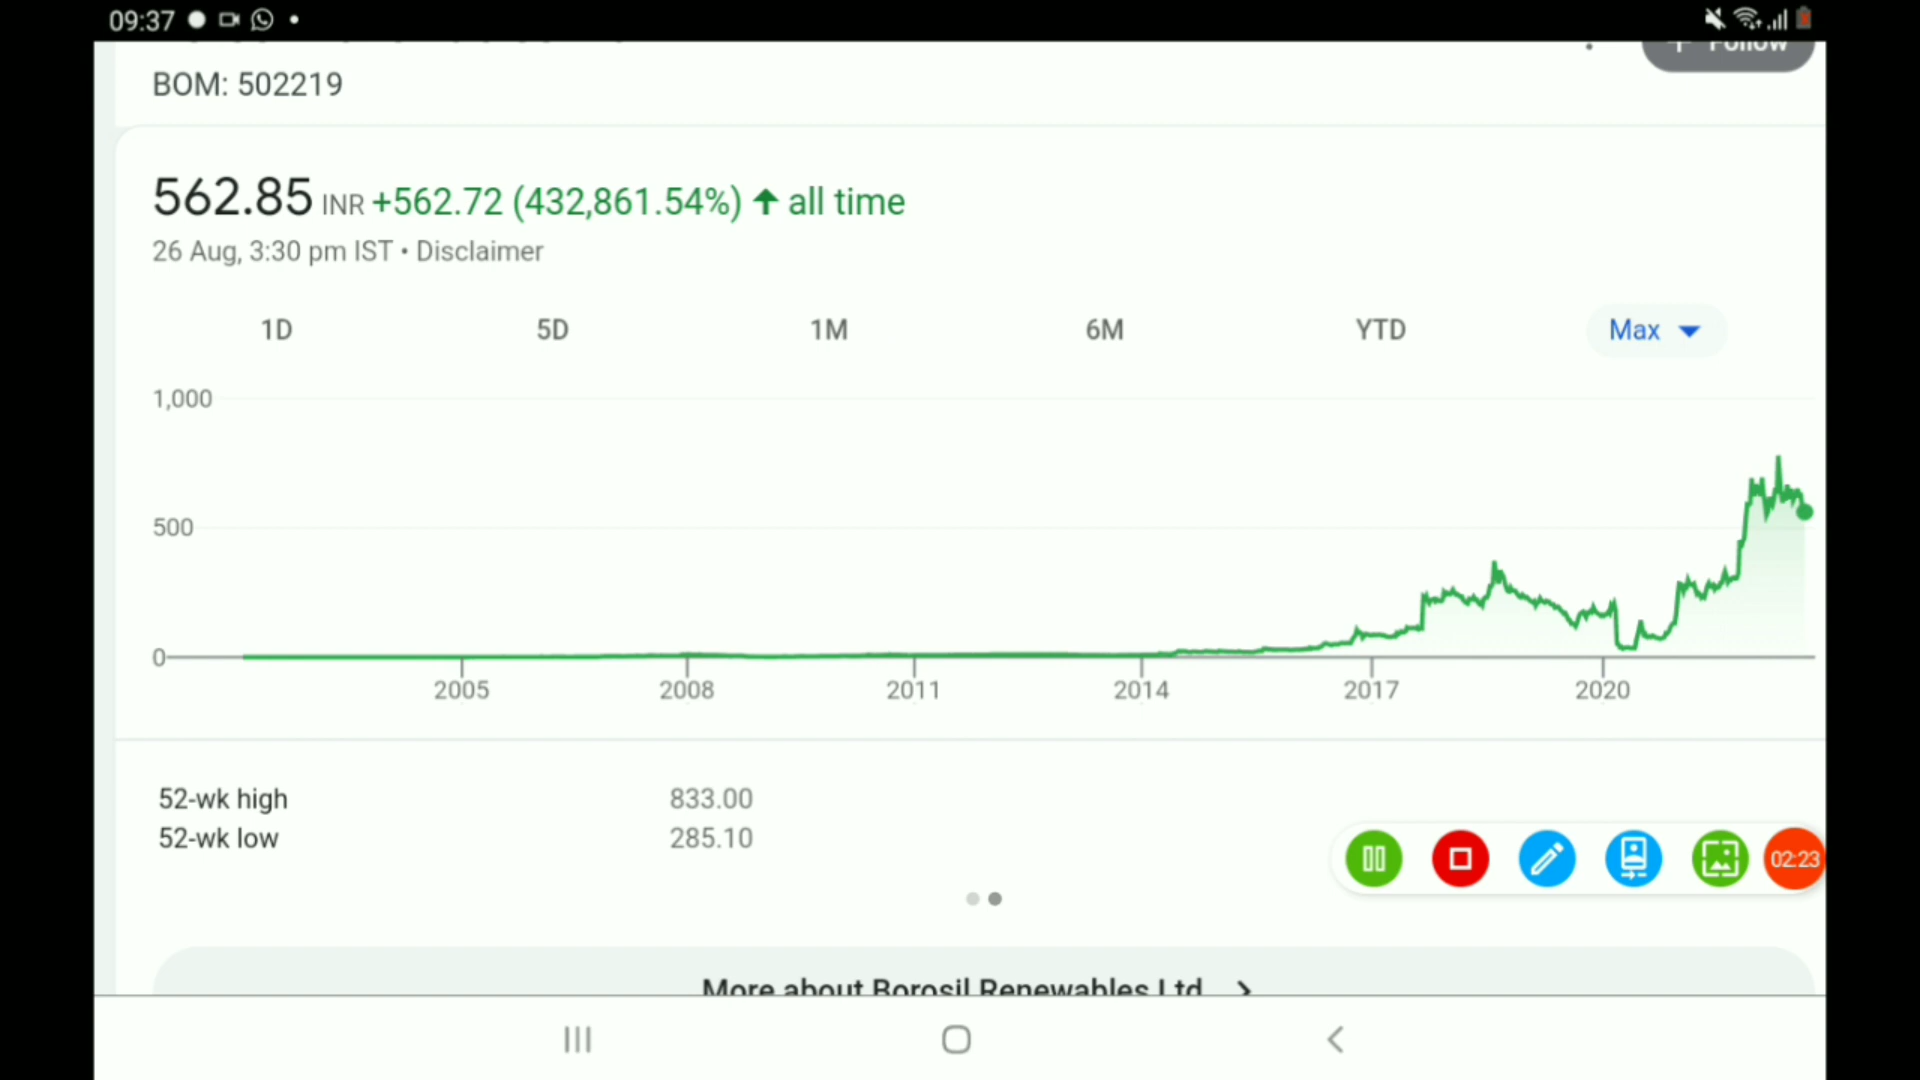 09:37
Follow
BOM: 502219
562.85 INR +562.72 (432,861.54%) ↑ all time
26 Aug, 3:30 pm IST • Disclaimer
1D 5D 1M 6M YTD Max
1,000
500
0
2005 2008 2011 2014 2017 2020
52-wk high 833.00
52-wk low 285.10
02:23
More about Borosil Renewables Ltd